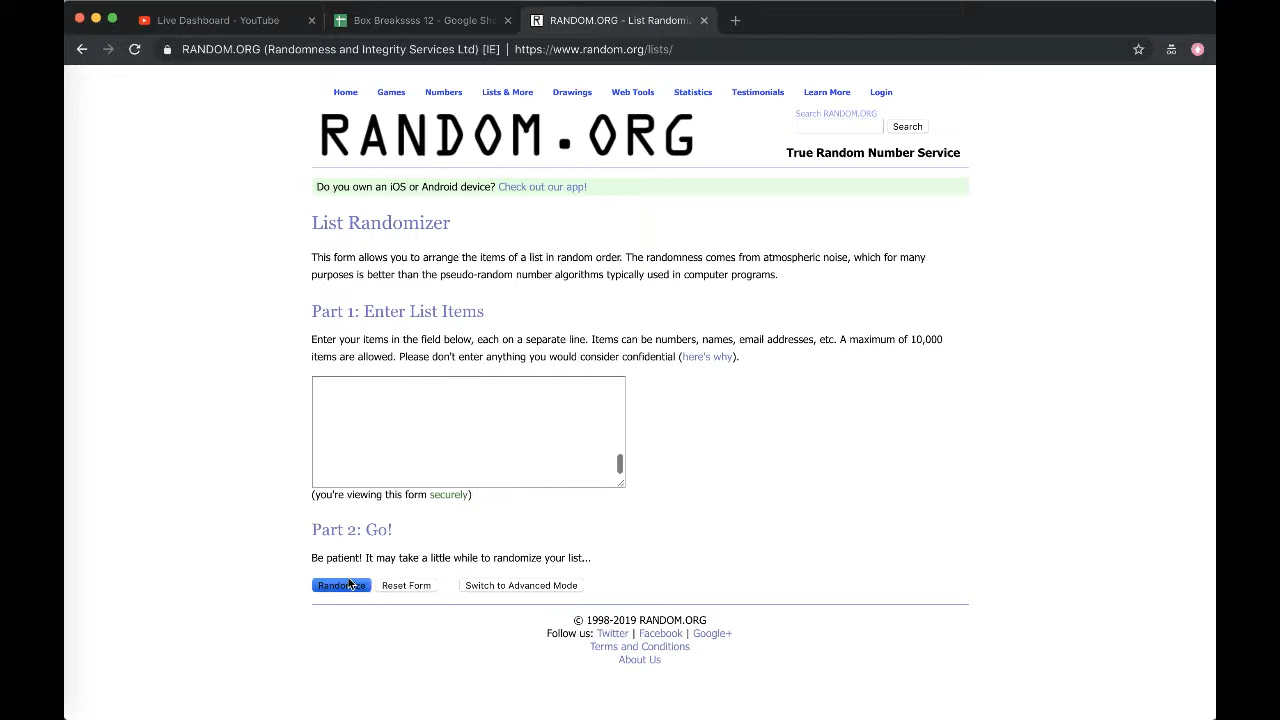 Live Dashboard - YouTube
Box Breakssss 12 - Google She
RANDOM.ORG - List Randomiz
RANDOM.ORG (Randomness and Integrity Services Ltd) [IE] | https://www.random.org/lists/
Home Games Numbers Lists & More Drawings Web Tools Statistics Testimonials Learn More Login
Search RANDOM.ORG
RANDOM.ORG
Search
True Random Number Service
Do you own an iOS or Android device? Check out our app!
List Randomizer
This form allows you to arrange the items of a list in random order. The randomness comes from atmospheric noise, which for many
purposes is better than the pseudo-random number algorithms typically used in computer programs.
Part 1: Enter List Items
Enter your items in the field below, each on a separate line. Items can be numbers, names, email addresses, etc. A maximum of 10,000
items are allowed. Please don't enter anything you would consider confidential (here's why).
(you're viewing this form securely)
Part 2: Go!
Be patient! It may take a little while to randomize your list...
Randomize Reset Form Switch to Advanced Mode
© 1998-2019 RANDOM.ORG
Follow us: Twitter | Facebook | Google+
Terms and Conditions
About Us